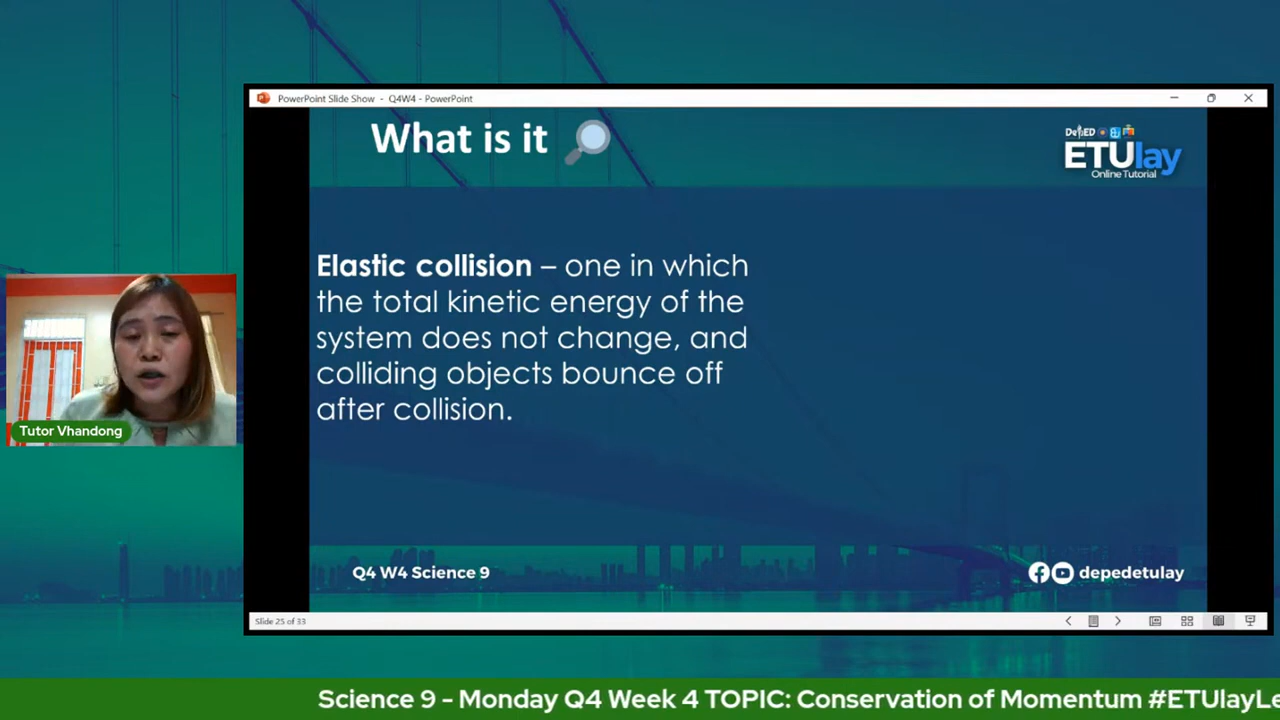 PowerPoint Slide Show - Q4W4 - PowerPoint
What is it
DepED
ETUlay
Online Tutorial
Elastic collision – one in which
the total kinetic energy of the
system does not change, and
colliding objects bounce off
after collision.
Tutor Vhandong
Q4 W4 Science 9
depedetulay
Slide 25 of 33
Science 9 - Monday Q4 Week 4 TOPIC: Conservation of Momentum #ETUlayLe